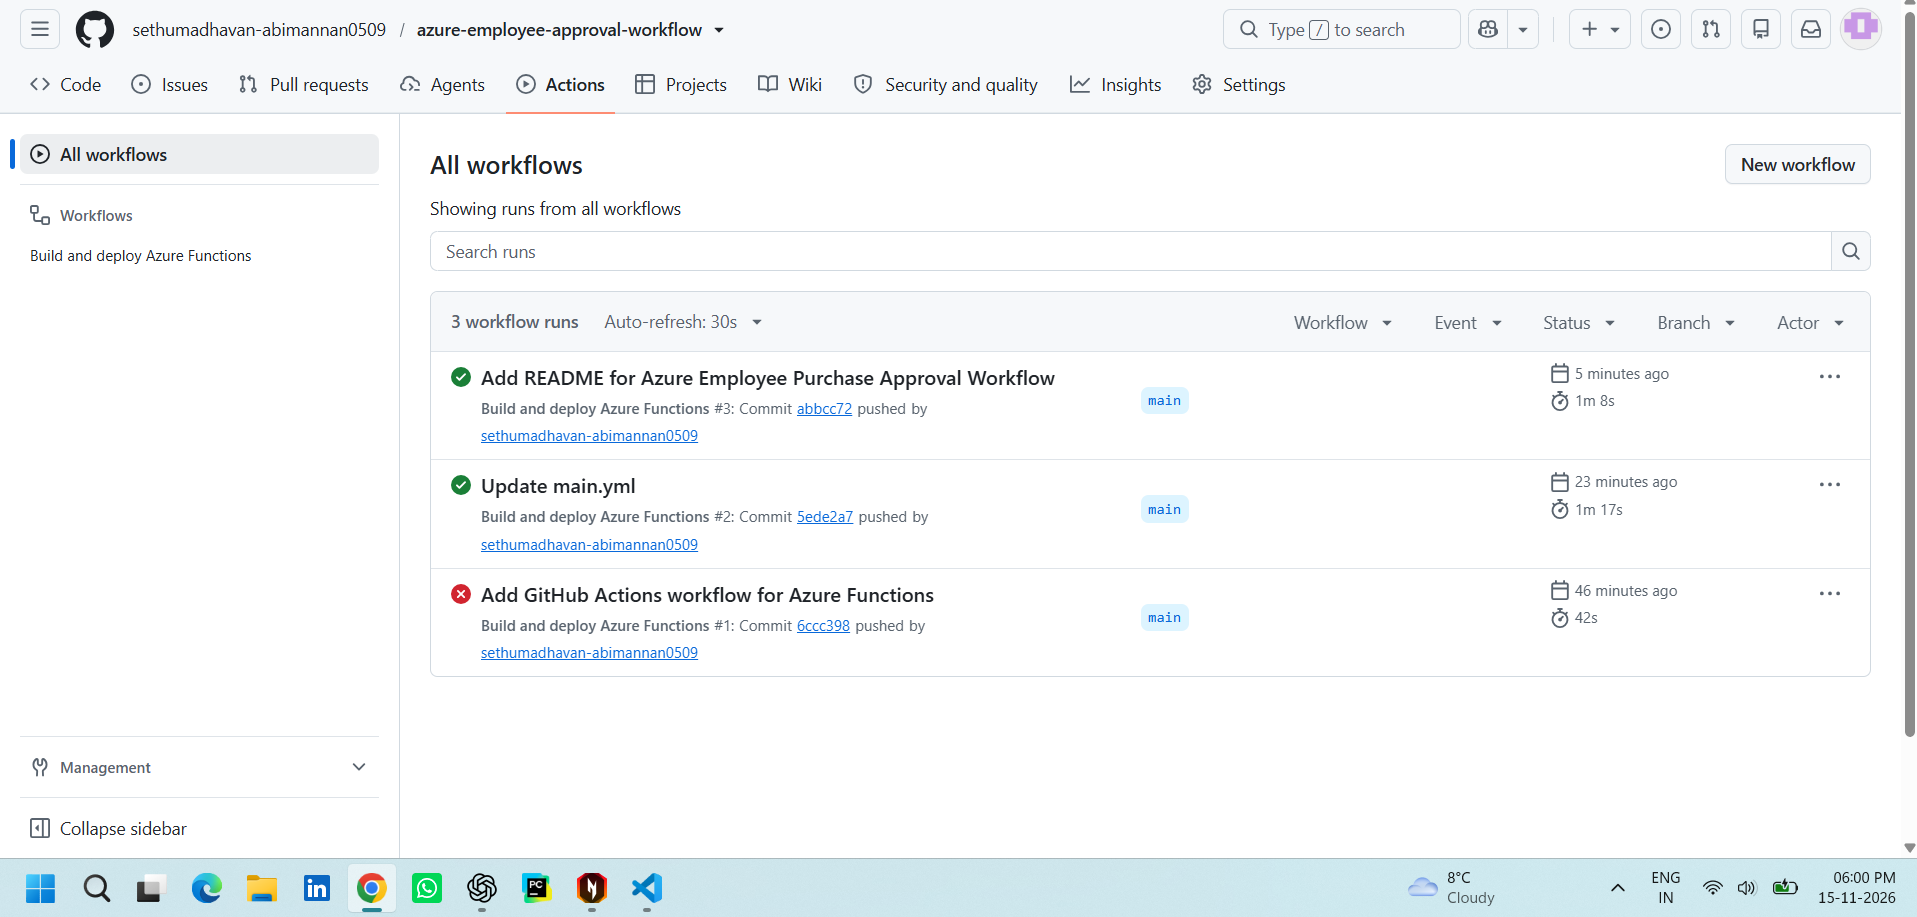 sethumadhavan-abimannan0509 / azure-employee-approval-workflow
Type / to search
Code
Issues
Pull requests
Agents
Actions
Projects
Wiki
Security and quality
Insights
Settings
All workflows
Workflows
Build and deploy Azure Functions
Management
Collapse sidebar
All workflows
New workflow
Showing runs from all workflows
Search runs
3 workflow runs
Auto-refresh: 30s
Workflow
Event
Status
Branch
Actor
Add README for Azure Employee Purchase Approval Workflow
Build and deploy Azure Functions #3: Commit abbcc72 pushed by
sethumadhavan-abimannan0509
main
5 minutes ago
1m 8s
Update main.yml
Build and deploy Azure Functions #2: Commit 5ede2a7 pushed by
sethumadhavan-abimannan0509
main
23 minutes ago
1m 17s
Add GitHub Actions workflow for Azure Functions
Build and deploy Azure Functions #1: Commit 6ccc398 pushed by
sethumadhavan-abimannan0509
main
46 minutes ago
42s
in
PC
8°C
Cloudy
ENG
IN
06:00 PM
15-11-2026